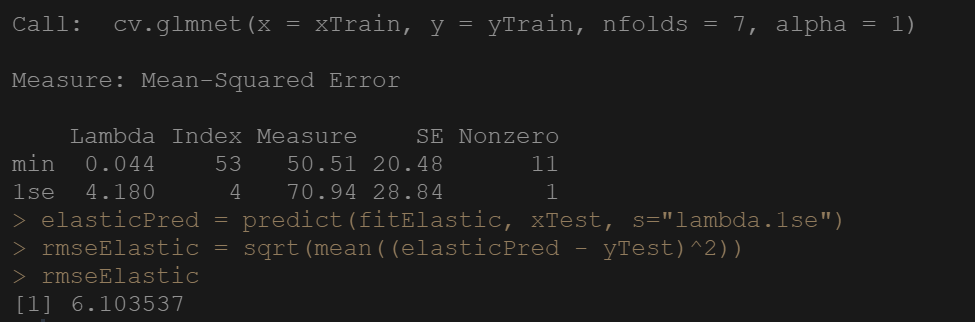 Call:  cv.glmnet(x = xTrain, y = yTrain, nfolds = 7, alpha = 1)
Measure: Mean-Squared Error
    Lambda Index Measure    SE Nonzero
min  0.044    53   50.51 20.48      11
1se  4.180     4   70.94 28.84       1
> elasticPred = predict(fitElastic, xTest, s="lambda.1se")
> rmseElastic = sqrt(mean((elasticPred - yTest)^2))
> rmseElastic
[1] 6.103537